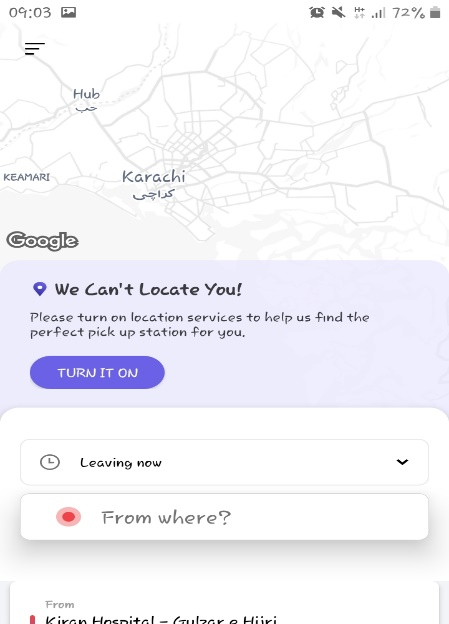 09:03
H+
72%
Hub
حب
KEAMARI
Karachi
كراچى
Google
We Can't Locate You!
Please turn on location services to help us find the
perfect pick up station for you.
TURN IT ON
Leaving now
From where?
From
Kiran Hospital - Gulzar e Hijri